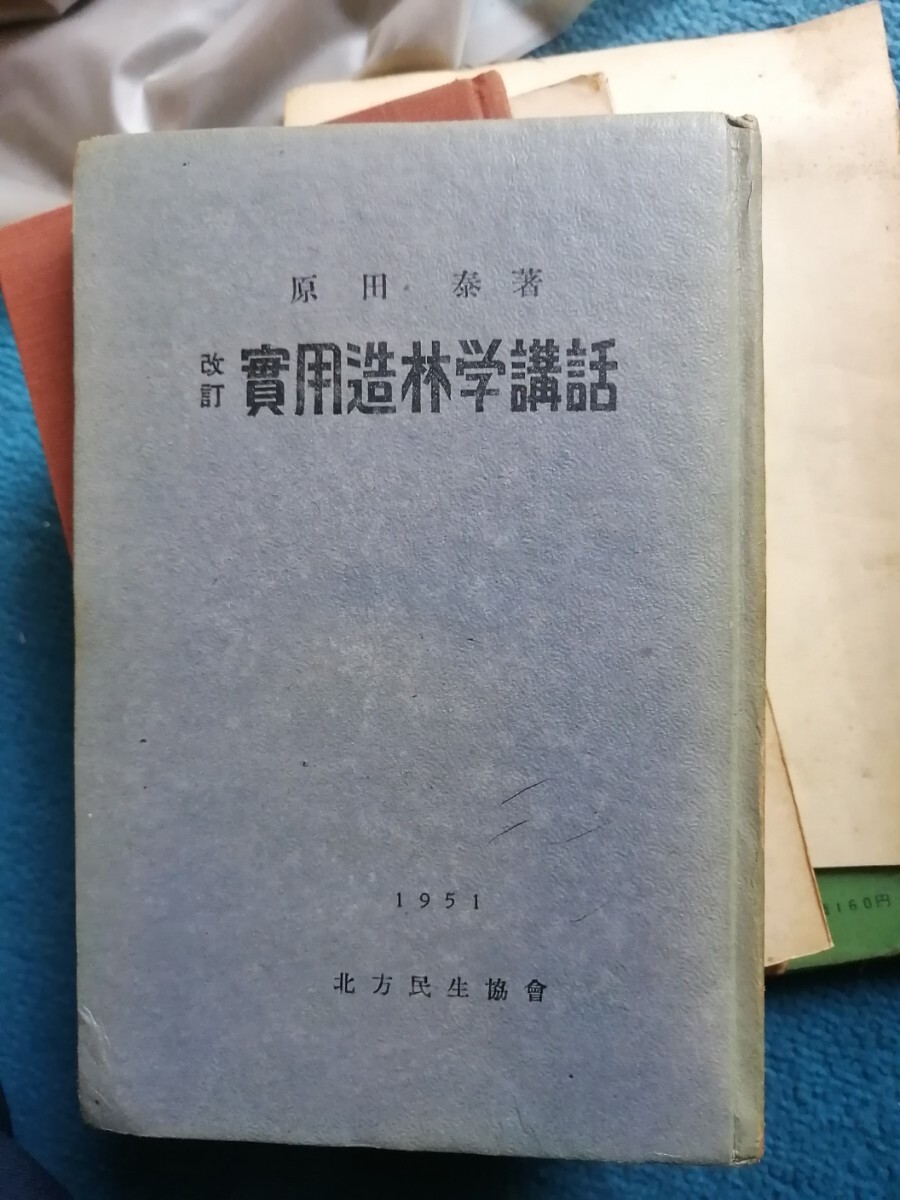 原田 泰著
改訂 實用造林学講話
1951
北方民生協會
160円